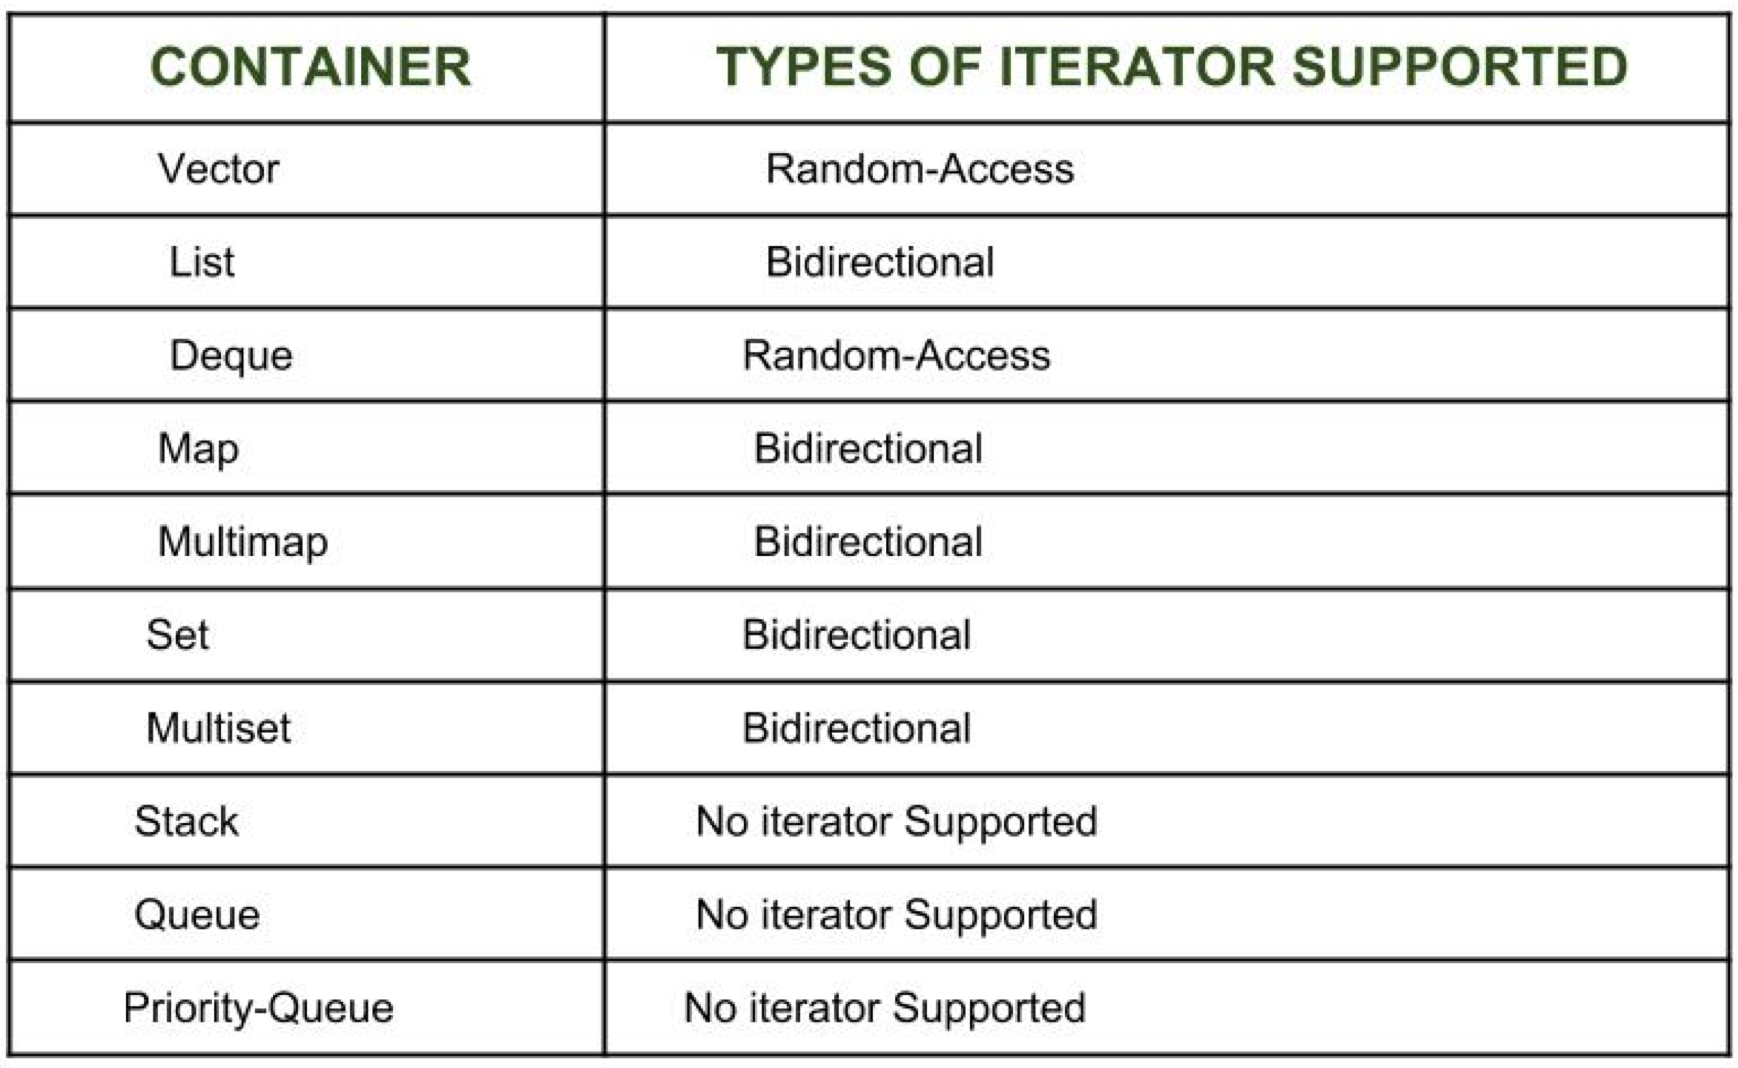 CONTAINER TYPES OF ITERATOR SUPPORTED
Vector Random-Access
List Bidirectional
Deque Random-Access
Map Bidirectional
Multimap Bidirectional
Set Bidirectional
Multiset Bidirectional
Stack No iterator Supported
Queue No iterator Supported
Priority-Queue No iterator Supported